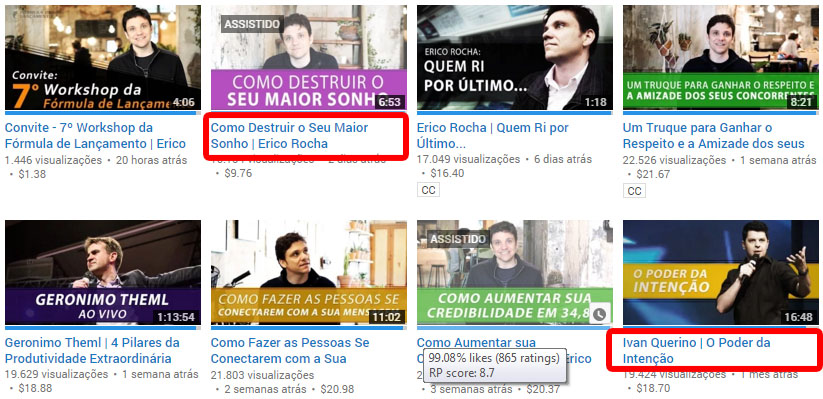 Convite:
7º Workshop da
Fórmula de Lançame
4:06
Convite - 7º Workshop da
Fórmula de Lançamento | Erico
1.446 visualizações • 20 horas atrás
• $1.38
ASSISTIDO
COMO DESTRUIR O
SEU MAIOR SONHO
6:53
Como Destruir o Seu Maior
Sonho | Erico Rocha
visualizações • 2 dias atrás
• $9.76
ERICO ROCHA:
QUEM RI
POR ÚLTIMO...
1:18
Erico Rocha | Quem Ri por
Último...
17.049 visualizações • 6 dias atrás
• $16.40
CC
UM TRUQUE PARA GANHAR O RESPEITO E
A AMIZADE DOS SEUS CONCORRENTES
8:21
Um Truque para Ganhar o
Respeito e a Amizade dos seus
22.526 visualizações • 1 semana atrás
• $21.67
CC
GERONIMO THEML
AO VIVO
1:13:54
Geronimo Theml | 4 Pilares da
Produtividade Extraordinária
19.629 visualizações • 1 semana atrás
• $18.88
COMO FAZER AS PESSOAS SE
CONECTAREM COM A SUA MENS
11:02
Como Fazer as Pessoas Se
Conectarem com a Sua
21.803 visualizações
• 2 semanas atrás • $20.98
ASSISTIDO
COMO AUMENTAR SUA
CREDIBILIDADE EM 34,8
Como Aumentar sua
Erico
99.08% likes (865 ratings)
RP score: 8.7
• 3 semanas atrás • $20.37
O PODER DA
INTENÇÃO
16:48
Ivan Querino | O Poder da
Intenção
19.424 visualizações • 1 mês atrás
• $18.70